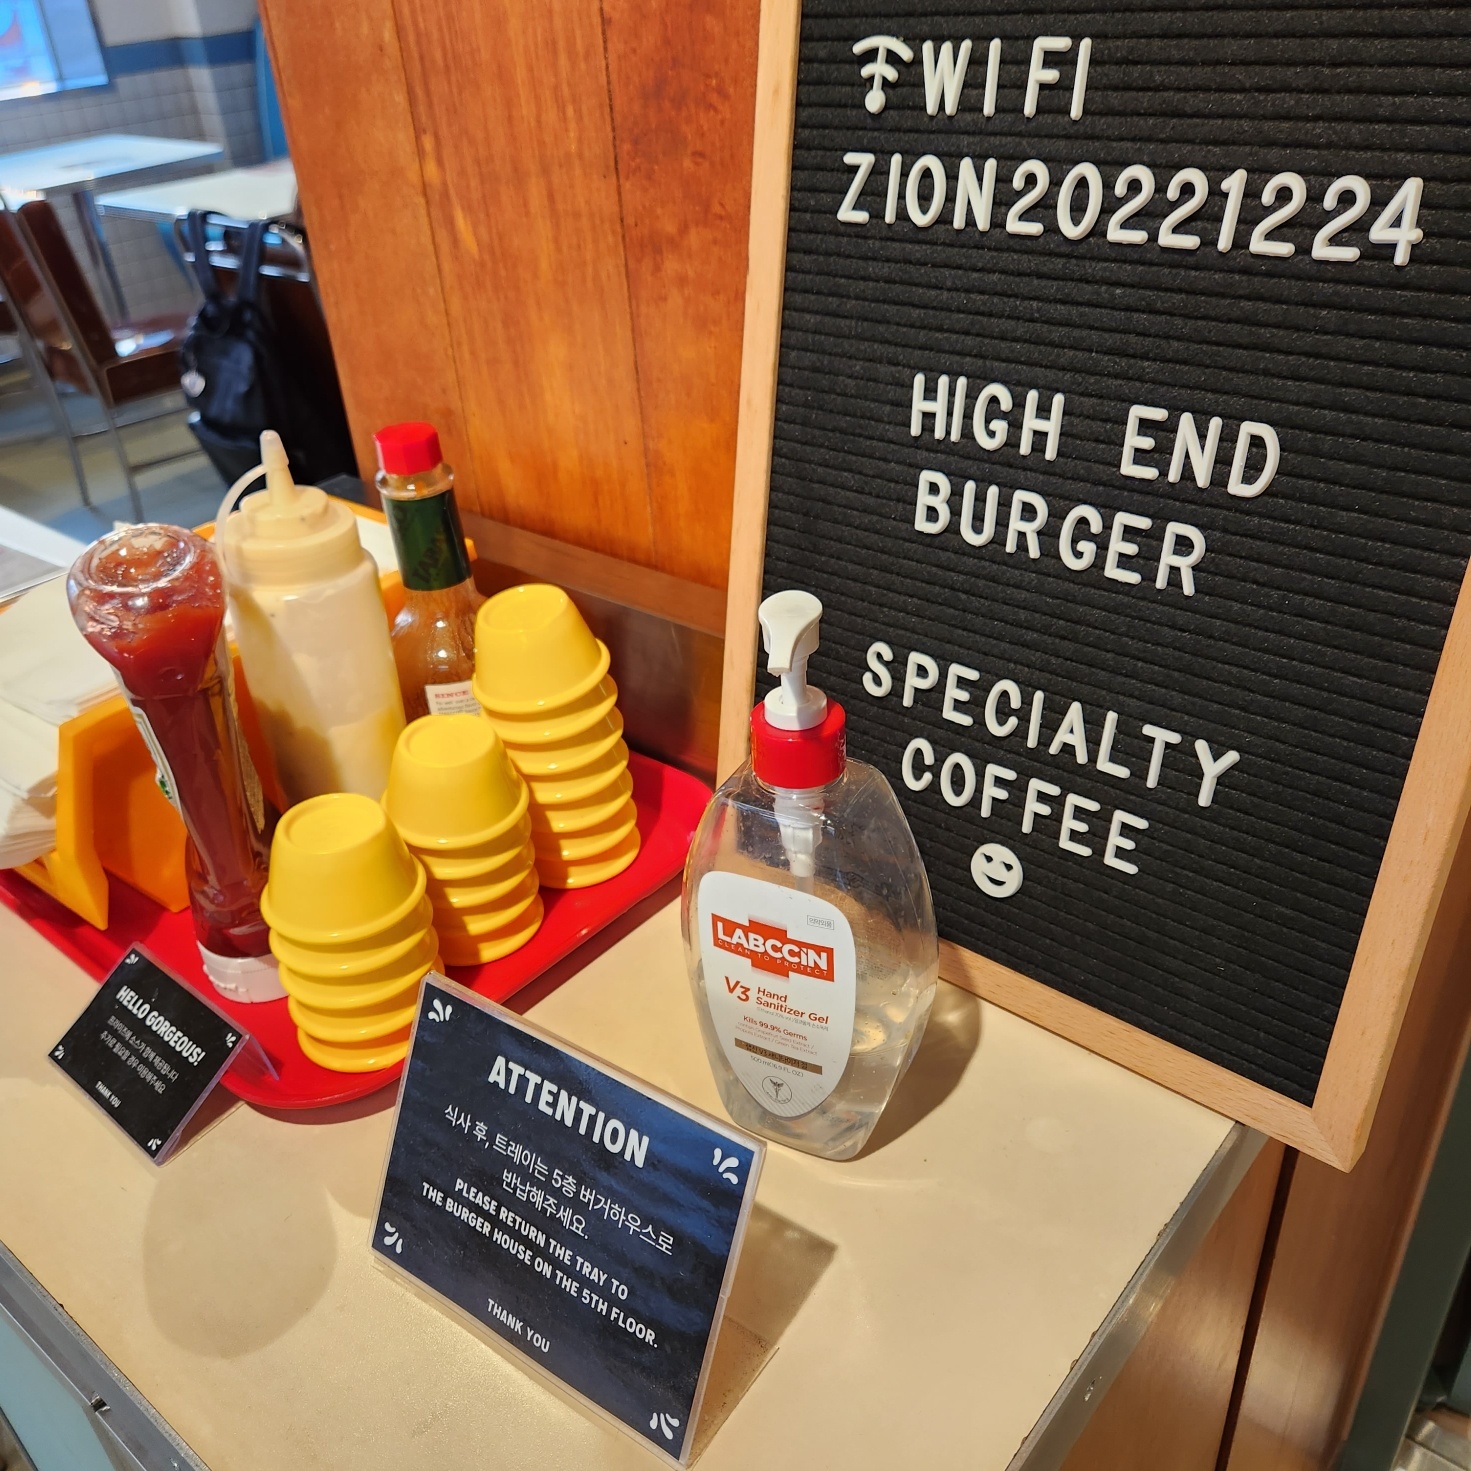 WIFI
ZION20221224
HIGH END
BURGER
SPECIALTY
COFFEE
SINCE
LABCCiN
CLEAN TO PROTECT
V3 Hand
Sanitizer Gel
Kills 99.9% Germs
HELLO GORGEOUS!
THANK YOU
ATTENTION
식사 후, 트레이는 5층 버거하우스로
반납해주세요.
PLEASE RETURN THE TRAY TO
THE BURGER HOUSE ON THE 5TH FLOOR.
THANK YOU